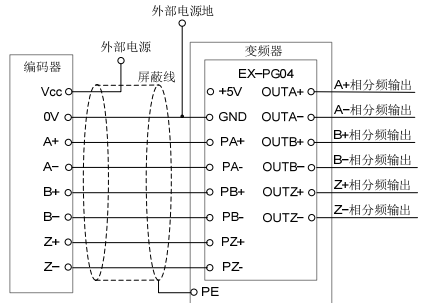 外部电源地
外部电源
编码器
屏蔽线
变频器
EX-PG04
Vcc
+5V
OUTA+
A+相分频输出
0V
GND
OUTA-
A-相分频输出
A+
PA+
OUTB+
B+相分频输出
A-
PA-
OUTB-
B-相分频输出
B+
PB+
OUTZ+
Z+相分频输出
B-
PB-
OUTZ-
Z-相分频输出
Z+
PZ+
Z-
PZ-
PE